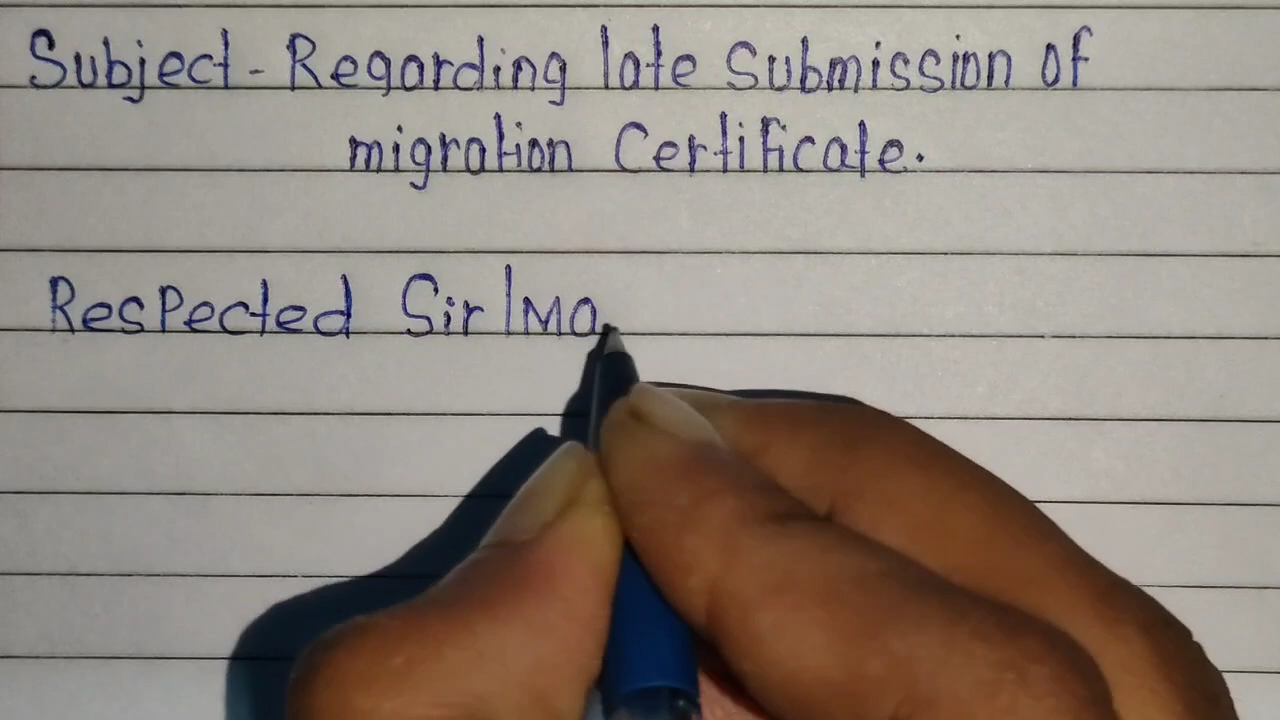 Subject - Regarding late Submission of
migration Certificate.
Respected Sir/Ma